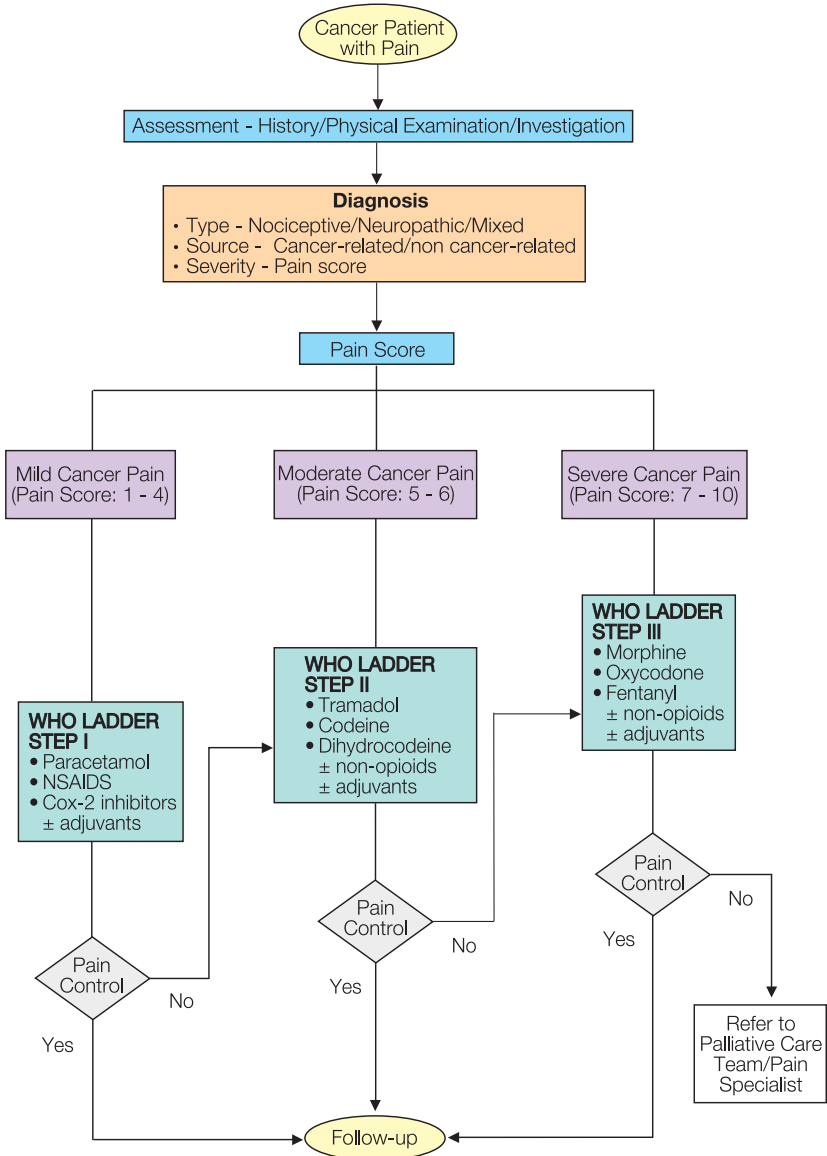 Cancer Patient
with Pain
Assessment - History/Physical Examination/Investigation
Diagnosis
• Type - Nociceptive/Neuropathic/Mixed
• Source - Cancer-related/non cancer-related
• Severity - Pain score
Pain Score
Mild Cancer Pain
(Pain Score: 1 - 4)
Moderate Cancer Pain
(Pain Score: 5 - 6)
Severe Cancer Pain
(Pain Score: 7 - 10)
WHO LADDER
STEP I
• Paracetamol
• NSAIDS
• Cox-2 inhibitors
± adjuvants
WHO LADDER
STEP II
• Tramadol
• Codeine
• Dihydrocodeine
± non-opioids
± adjuvants
WHO LADDER
STEP III
• Morphine
• Oxycodone
• Fentanyl
± non-opioids
± adjuvants
Pain
Control
No
Yes
Pain
Control
No
Yes
Pain
Control
No
Yes
Refer to
Palliative Care
Team/Pain
Specialist
Follow-up